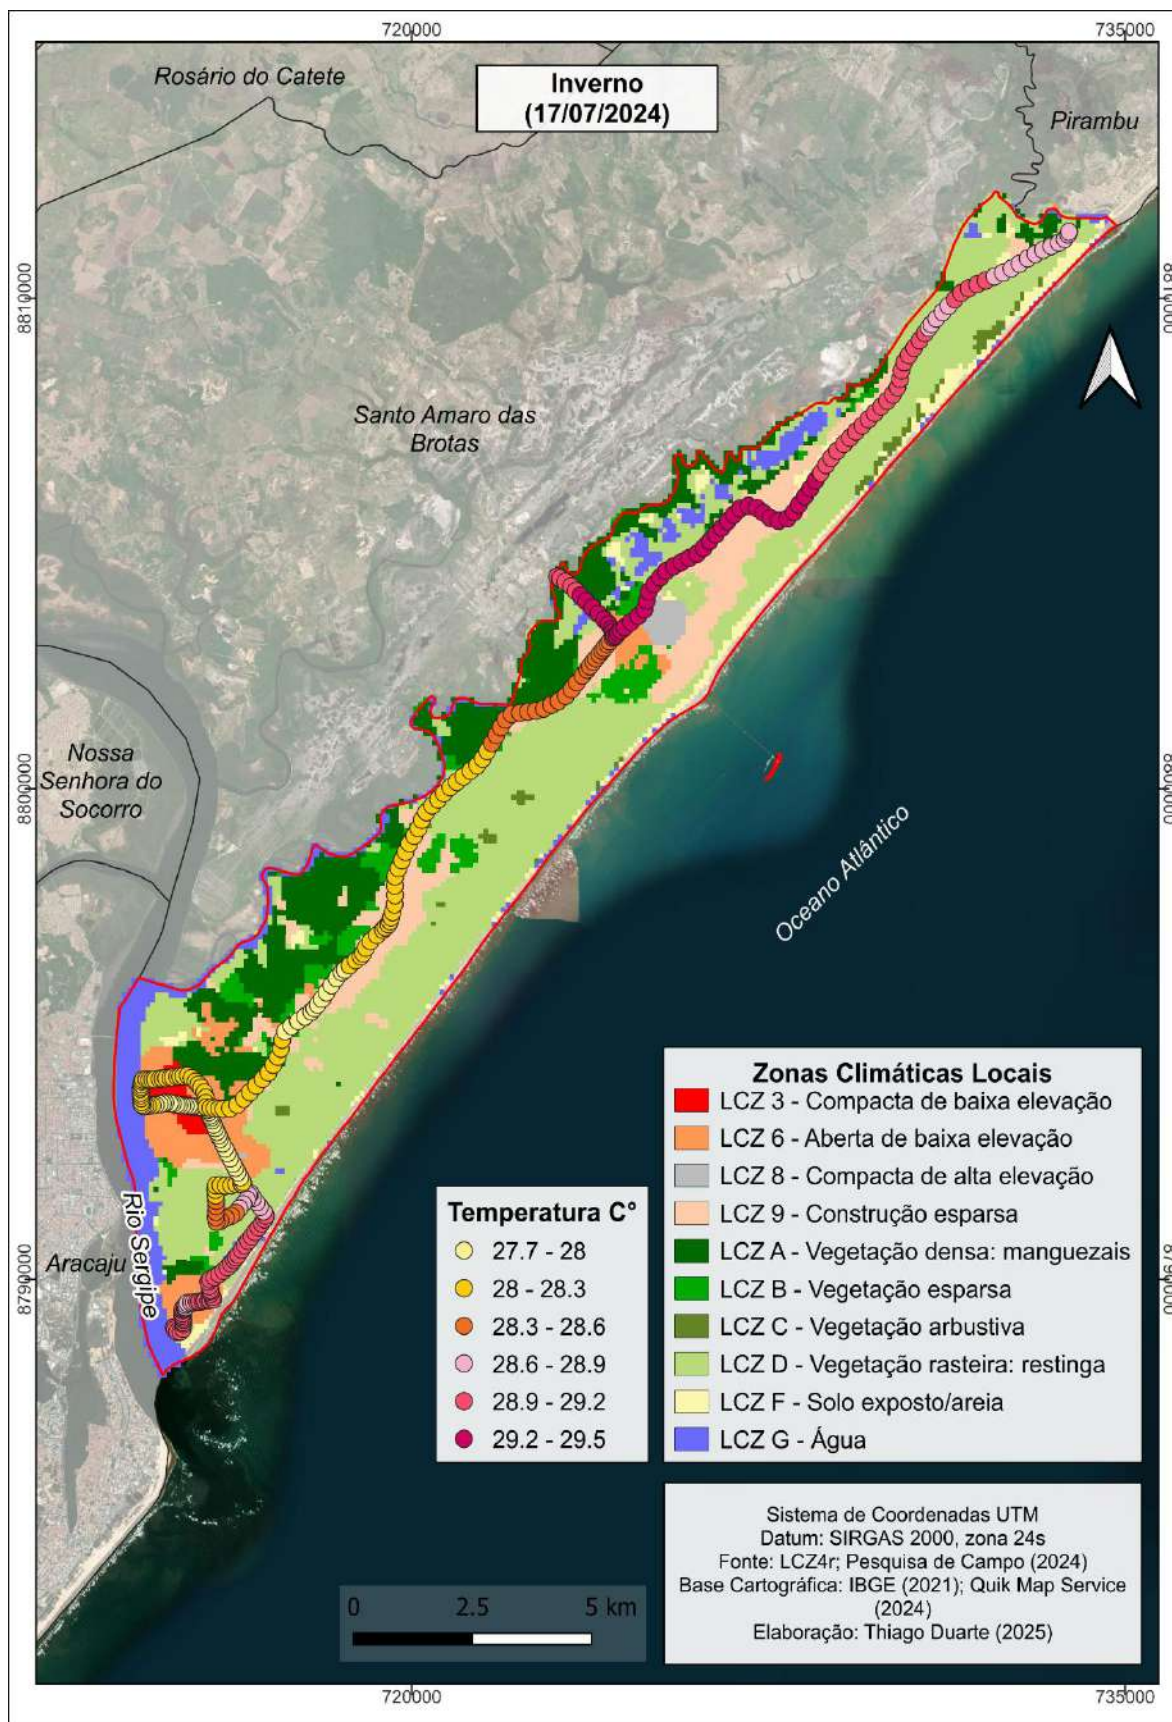 720000
735000
Rosário do Catete
Inverno
(17/07/2024)
Pirambu
8810000
8810000
Santo Amaro das
Brotas
Nossa
Senhora do
Socorro
8800000
8800000
Oceano Atlântico
Zonas Climáticas Locais
LCZ 3 - Compacta de baixa elevação
LCZ 6 - Aberta de baixa elevação
LCZ 8 - Compacta de alta elevação
LCZ 9 - Construção esparsa
LCZ A - Vegetação densa: manguezais
LCZ B - Vegetação esparsa
LCZ C - Vegetação arbustiva
LCZ D - Vegetação rasteira: restinga
LCZ F - Solo exposto/areia
LCZ G - Água
Temperatura C°
27.7 - 28
28 - 28.3
28.3 - 28.6
28.6 - 28.9
28.9 - 29.2
29.2 - 29.5
Rio Sergipe
Aracaju
8790000
8790000
Sistema de Coordenadas UTM
Datum: SIRGAS 2000, zona 24s
Fonte: LCZ4r; Pesquisa de Campo (2024)
Base Cartográfica: IBGE (2021); Quik Map Service
(2024)
Elaboração: Thiago Duarte (2025)
0 2.5 5 km
720000
735000